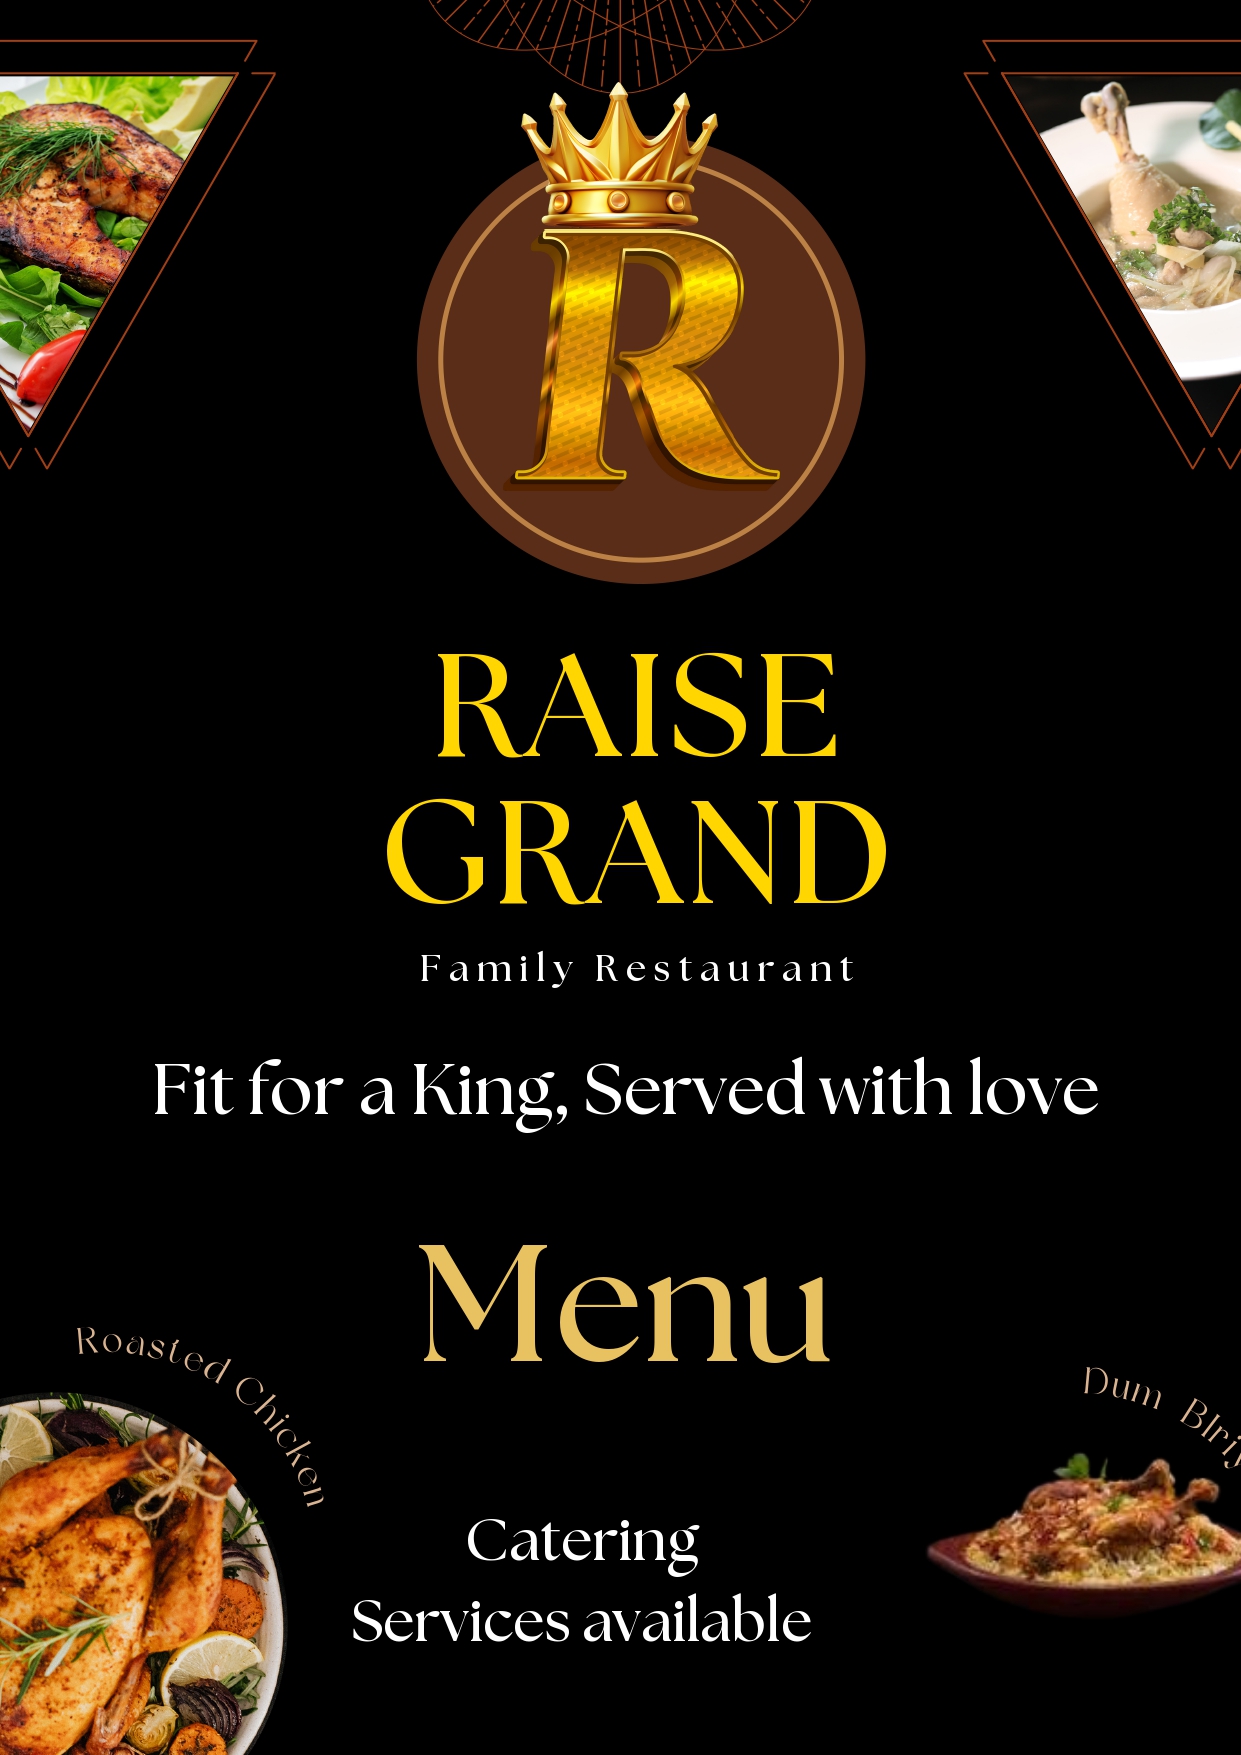 R
RAISE
GRAND
Family Restaurant
Fit for a King, Served with love
Menu
Roasted Chicken
Dum
Catering
Services available